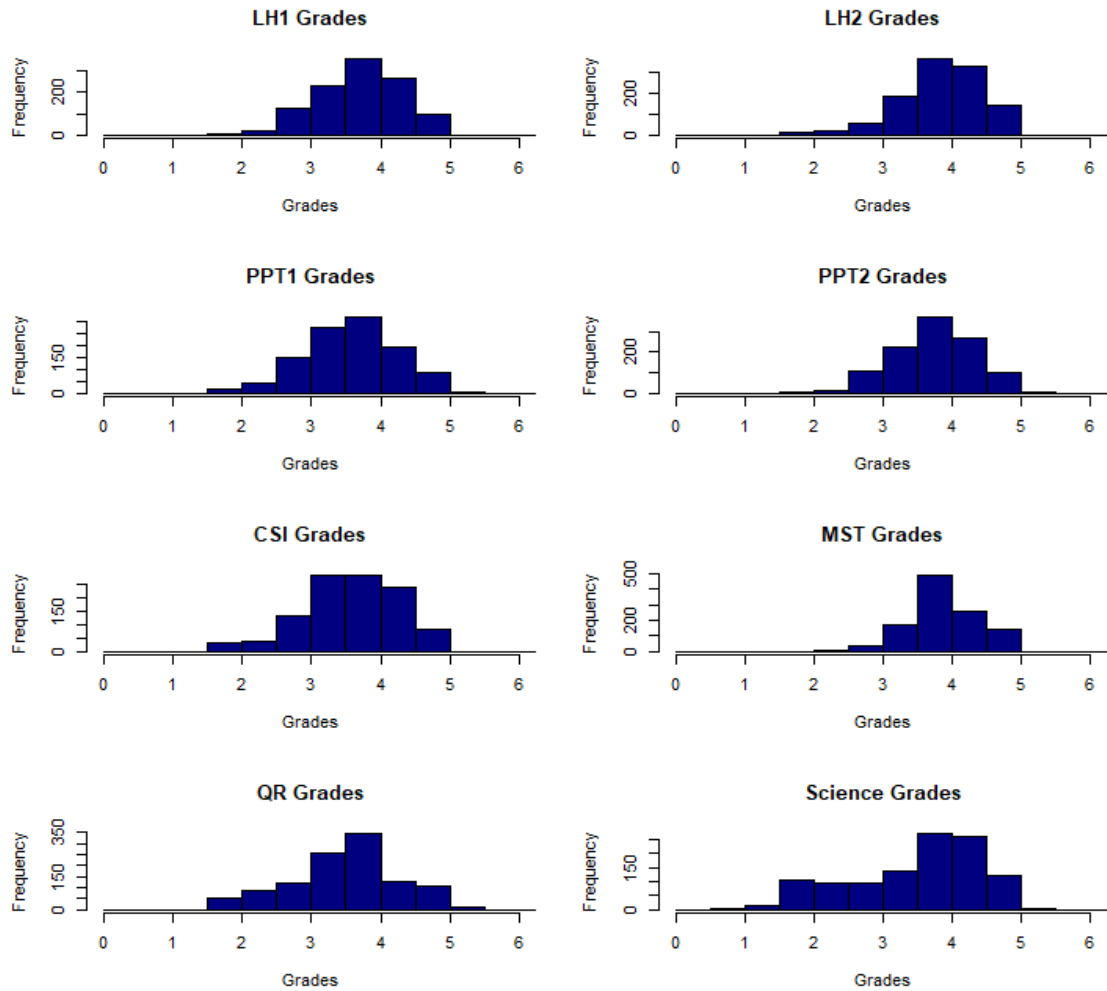 LH1 Grades
Frequency
0 200
0 1 2 3 4 5 6
Grades
LH2 Grades
Frequency
0 200
0 1 2 3 4 5 6
Grades
PPT1 Grades
Frequency
0 150
0 1 2 3 4 5 6
Grades
PPT2 Grades
Frequency
0 200
0 1 2 3 4 5 6
Grades
CSI Grades
Frequency
0 150
0 1 2 3 4 5 6
Grades
MST Grades
Frequency
0 200 500
0 1 2 3 4 5 6
Grades
QR Grades
Frequency
0 150 350
0 1 2 3 4 5 6
Grades
Science Grades
Frequency
0 150
0 1 2 3 4 5 6
Grades